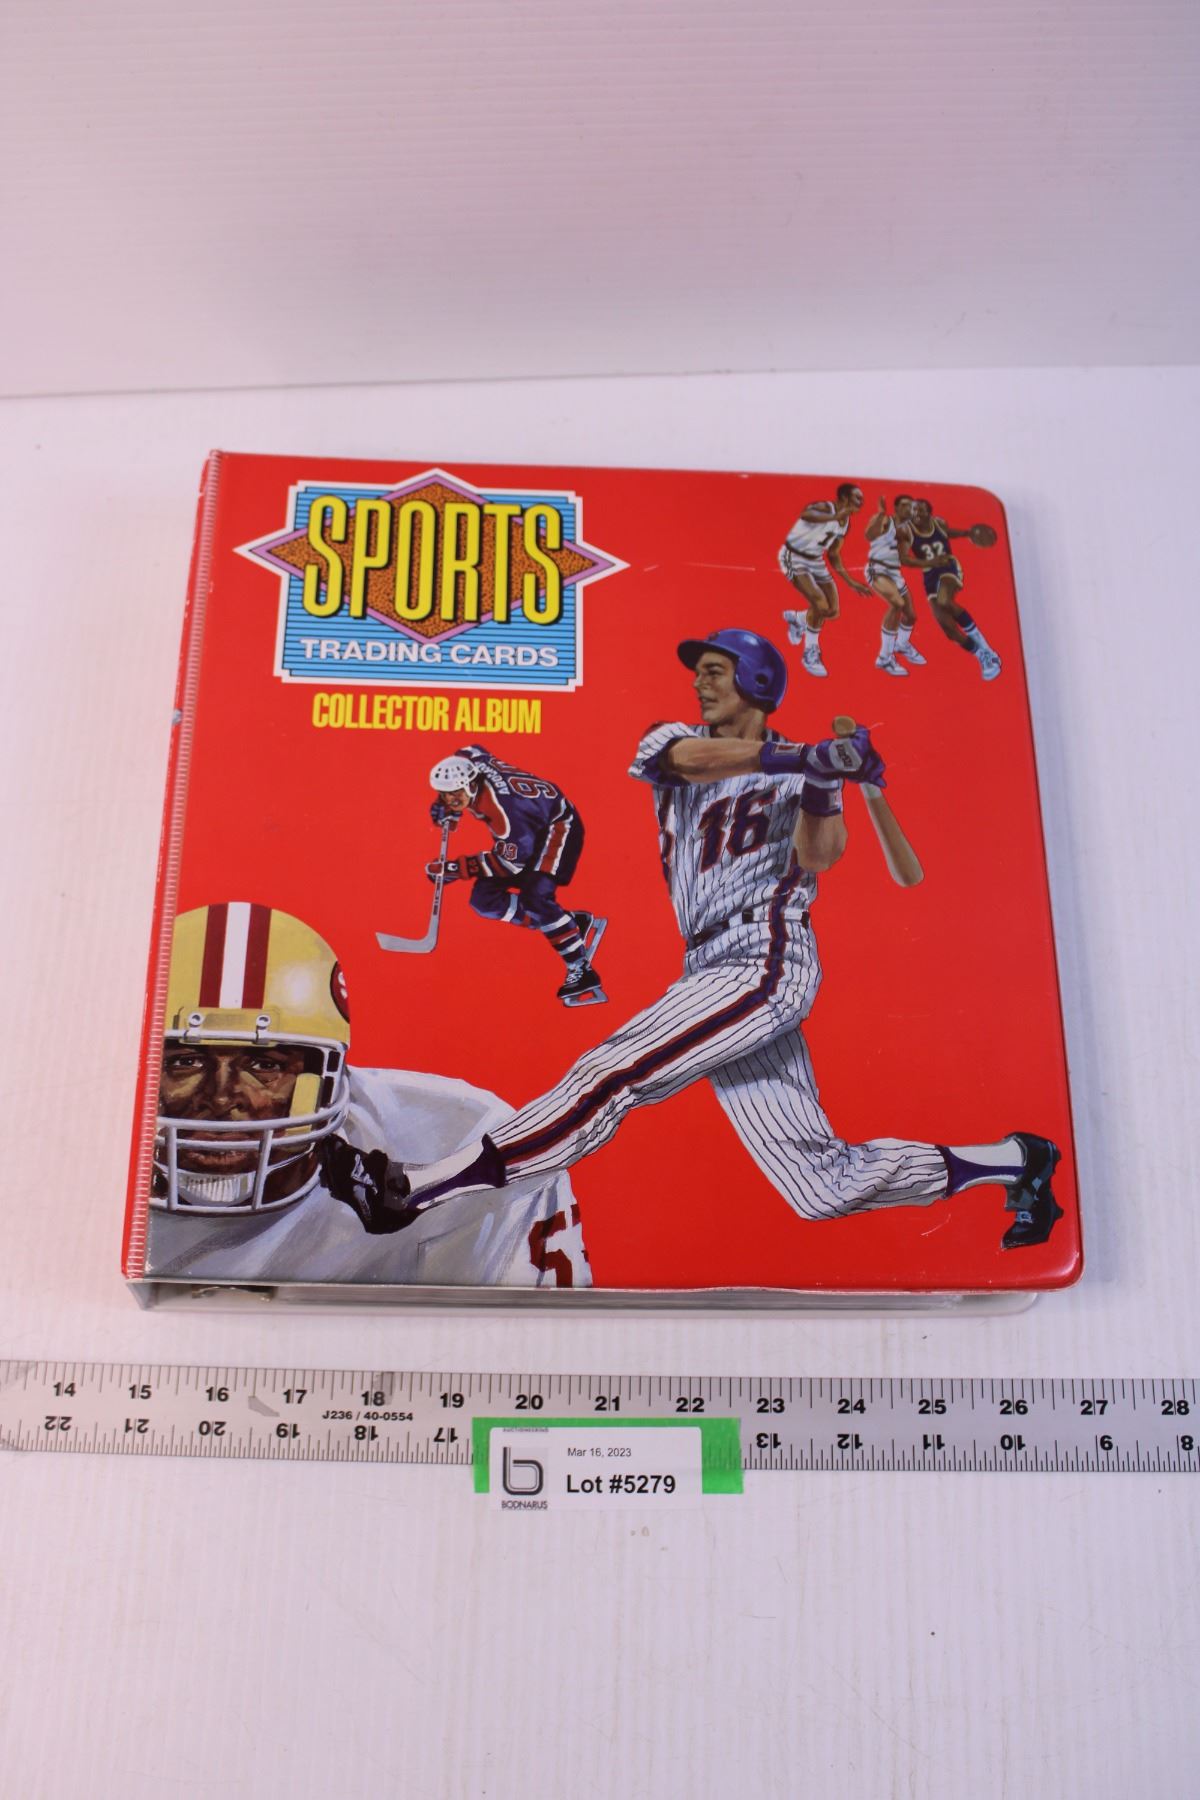 SPORTS
TRADING CARDS
COLLECTOR ALBUM
32
16
99
14 15 16 17 18 19 20 21 22 23 24 25 26 27 28
J236 / 40-0554
22 21 20 19 18 17 13 12 11 10 9 8
Mar 16, 2023
Lot #5279
b
BODNARUS